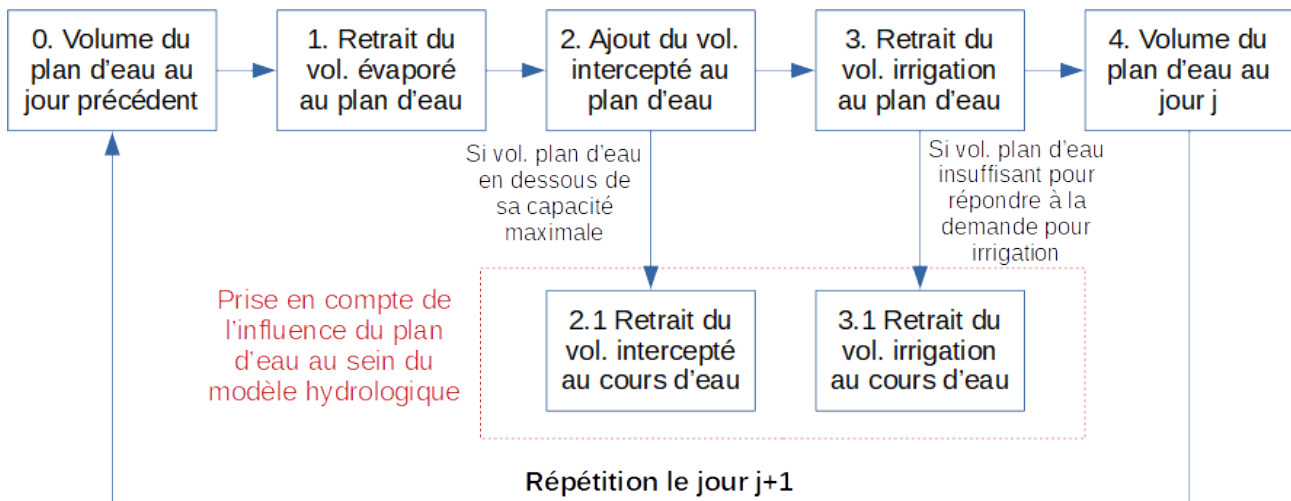 0. Volume du
plan d'eau au
jour précédent
1. Retrait du
vol. évaporé
au plan d'eau
2. Ajout du vol.
intercepté au
plan d'eau
3. Retrait du
vol. irrigation
au plan d'eau
4. Volume du
plan d'eau au
jour j
Si vol. plan d'eau
en dessous de
sa capacité
maximale
Si vol. plan d'eau
insuffisant pour
répondre à la
demande pour
irrigation
Prise en compte de
l'influence du plan
d'eau au sein du
modèle hydrologique
2.1 Retrait du
vol. intercepté
au cours d'eau
3.1 Retrait du
vol. irrigation
au cours d'eau
Répétition le jour j+1